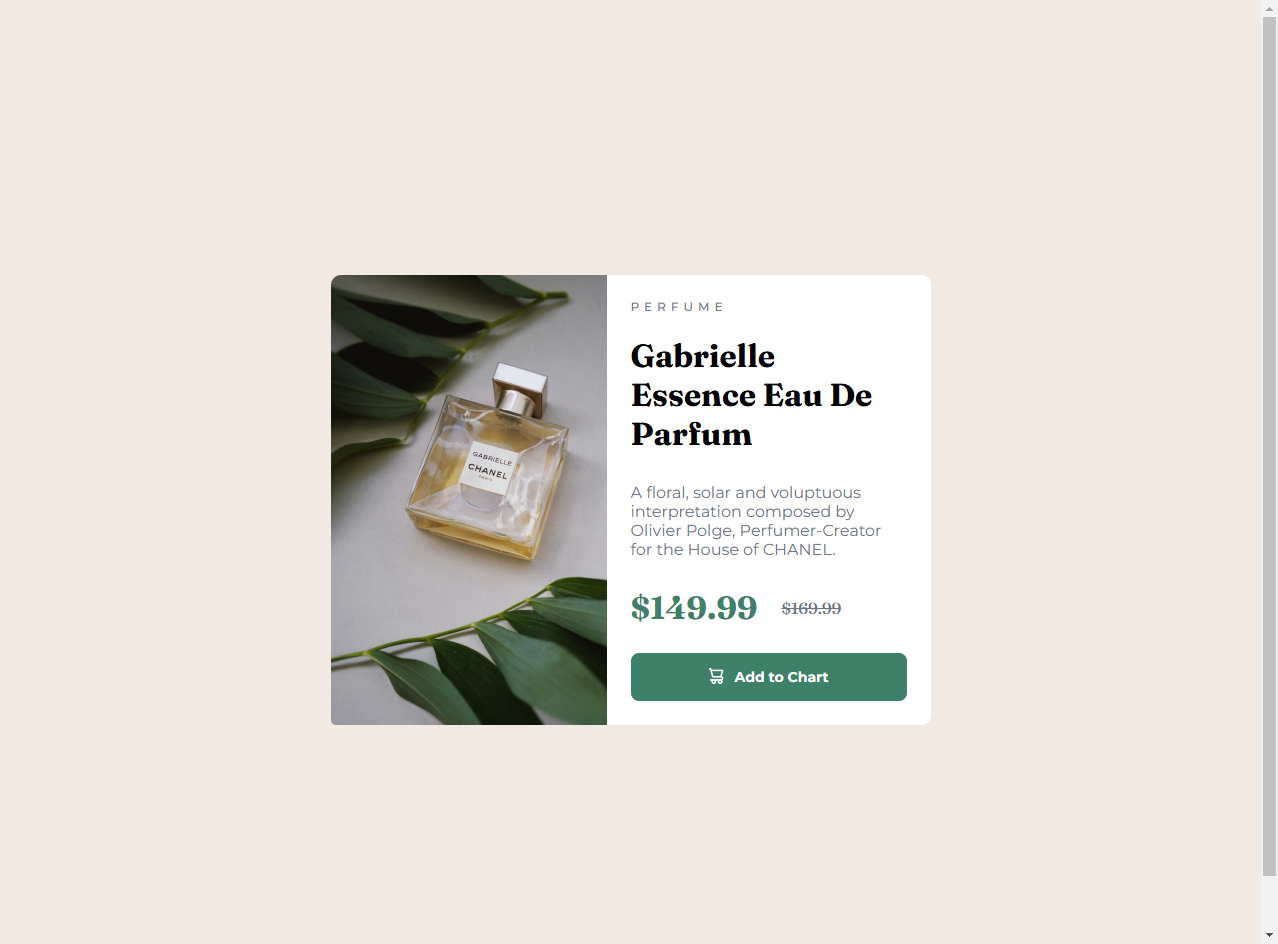 PERFUME
Gabrielle
Essence Eau De
Parfum
A floral, solar and voluptuous
interpretation composed by
Olivier Polge, Perfumer-Creator
for the House of CHANEL.
$149.99 $169.99
Add to Chart
GABRIELLE
CHANEL
PARIS